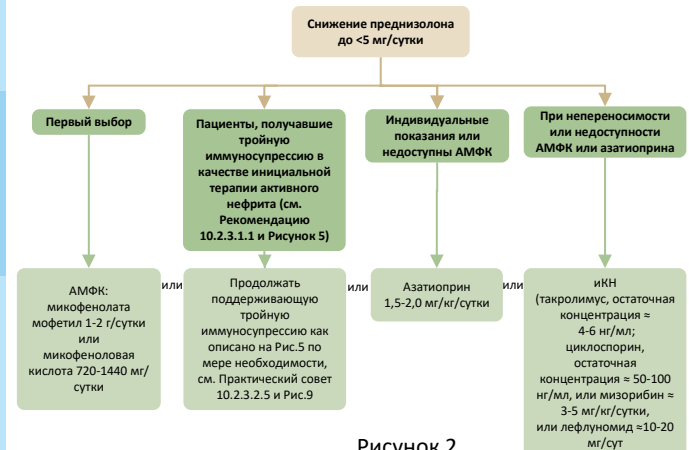 Снижение преднизолона
до <5 мг/сутки
Первый выбор
Пациенты, получавшие
тройную
иммуносупрессию в
качестве инициальной
терапии активного
нефрита (см.
Рекомендацию
10.2.3.1.1 и Рисунок 5)
Индивидуальные
показания или
недоступны АМФК
При непереносимости
или недоступности
АМФК или азатиоприна
АМФК:
микофенолата
мофетил 1-2 г/сутки
или
микофеноловая
кислота 720-1440 мг/
сутки
или
Продолжать
поддерживающую
тройную
иммуносупрессию как
описано на Рис.5 по
мере необходимости,
см. Практический совет
10.2.3.2.5 и Рис.9
или
Азатиоприн
1,5-2,0 мг/кг/сутки
или
иКН
(такролимус, остаточная
концентрация ≈
4-6 нг/мл;
циклоспорин,
остаточная
концентрация ≈ 50-100
нг/мл, или мизорибин ≈
3-5 мг/кг/сутки,
или лефлуномид ≈10-20
мг/сут
Рисунок 2